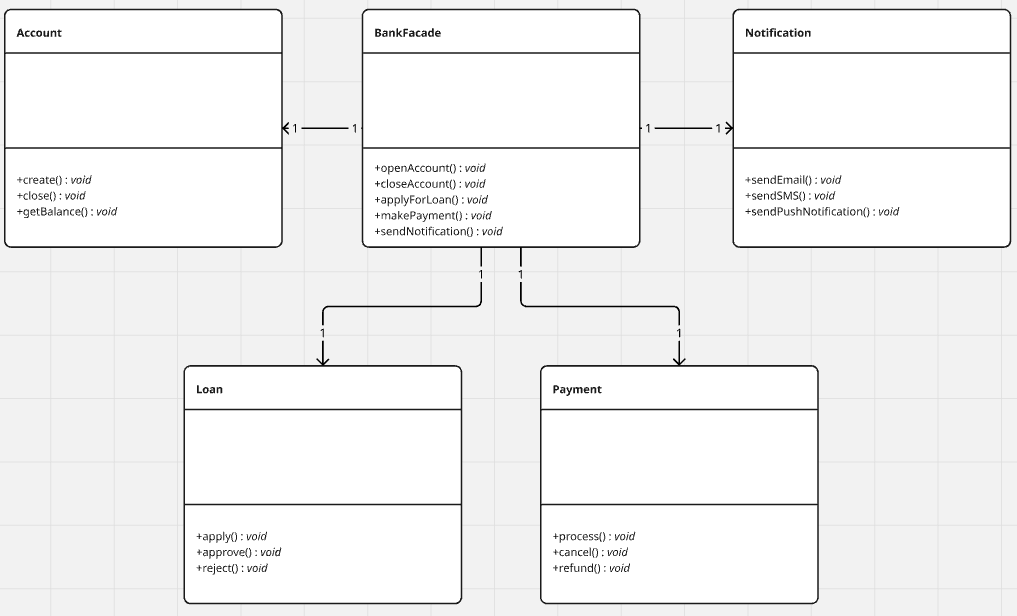 Account
+create() : void
+close() : void
+getBalance() : void
1
1
BankFacade
+openAccount() : void
+closeAccount() : void
+applyForLoan() : void
+makePayment() : void
+sendNotification() : void
1
1
Notification
+sendEmail() : void
+sendSMS() : void
+sendPushNotification() : void
1
1
1
1
Loan
+apply() : void
+approve() : void
+reject() : void
Payment
+process() : void
+cancel() : void
+refund() : void